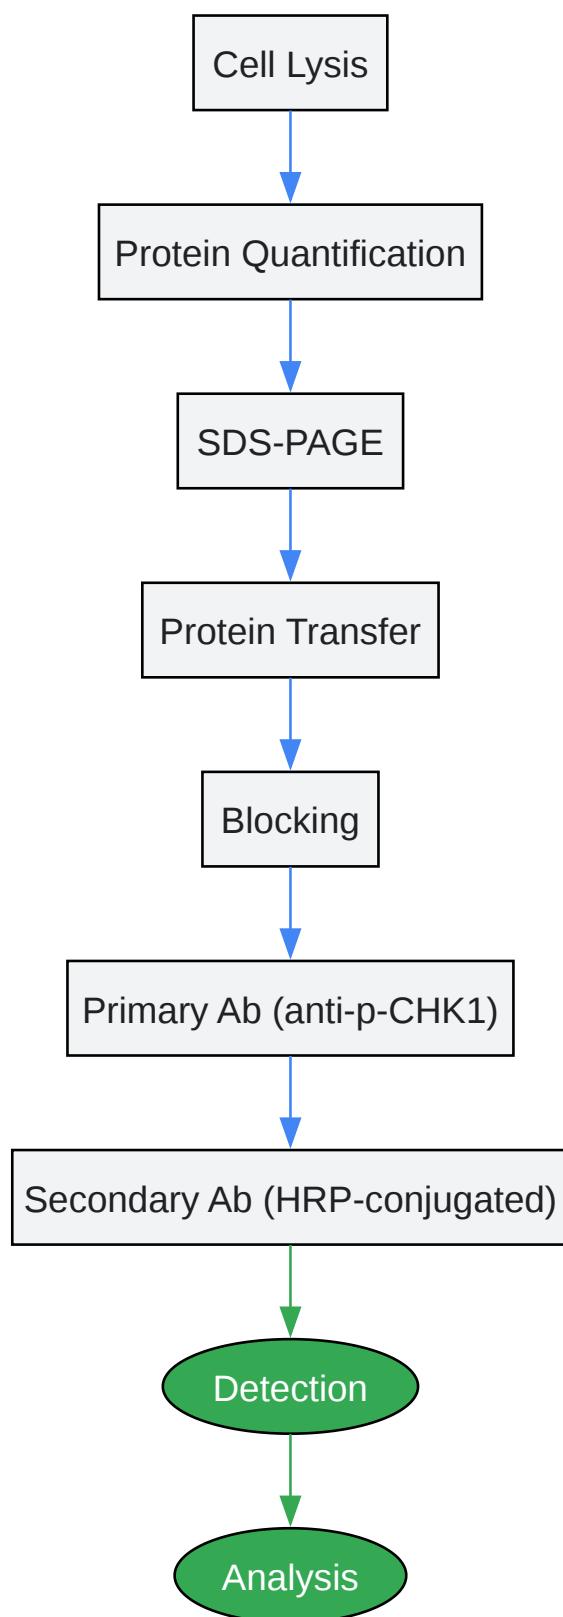 Cell Lysis
Protein Quantification
SDS-PAGE
Protein Transfer
Blocking
Primary Ab (anti-p-CHK1)
Secondary Ab (HRP-conjugated)
Detection
Analysis